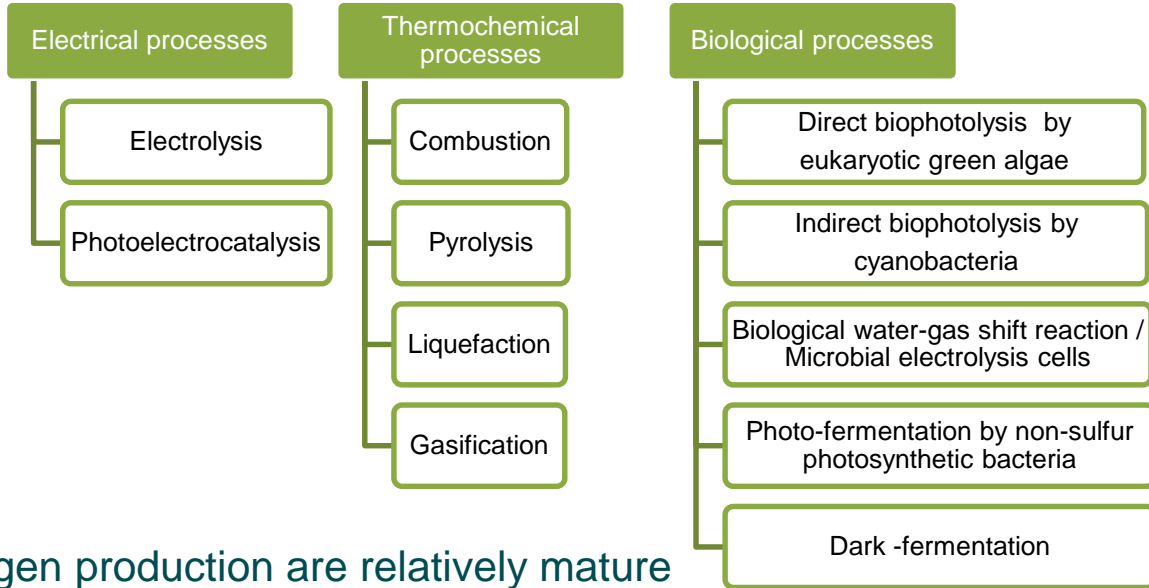 Electrical processes
Electrolysis
Photoelectrocatalysis
Thermochemical
processes
Combustion
Pyrolysis
Liquefaction
Gasification
Biological processes
Direct biophotolysis by
eukaryotic green algae
Indirect biophotolysis by
cyanobacteria
Biological water-gas shift reaction /
Microbial electrolysis cells
Photo-fermentation by non-sulfur
photosynthetic bacteria
Dark -fermentation
gen production are relatively mature